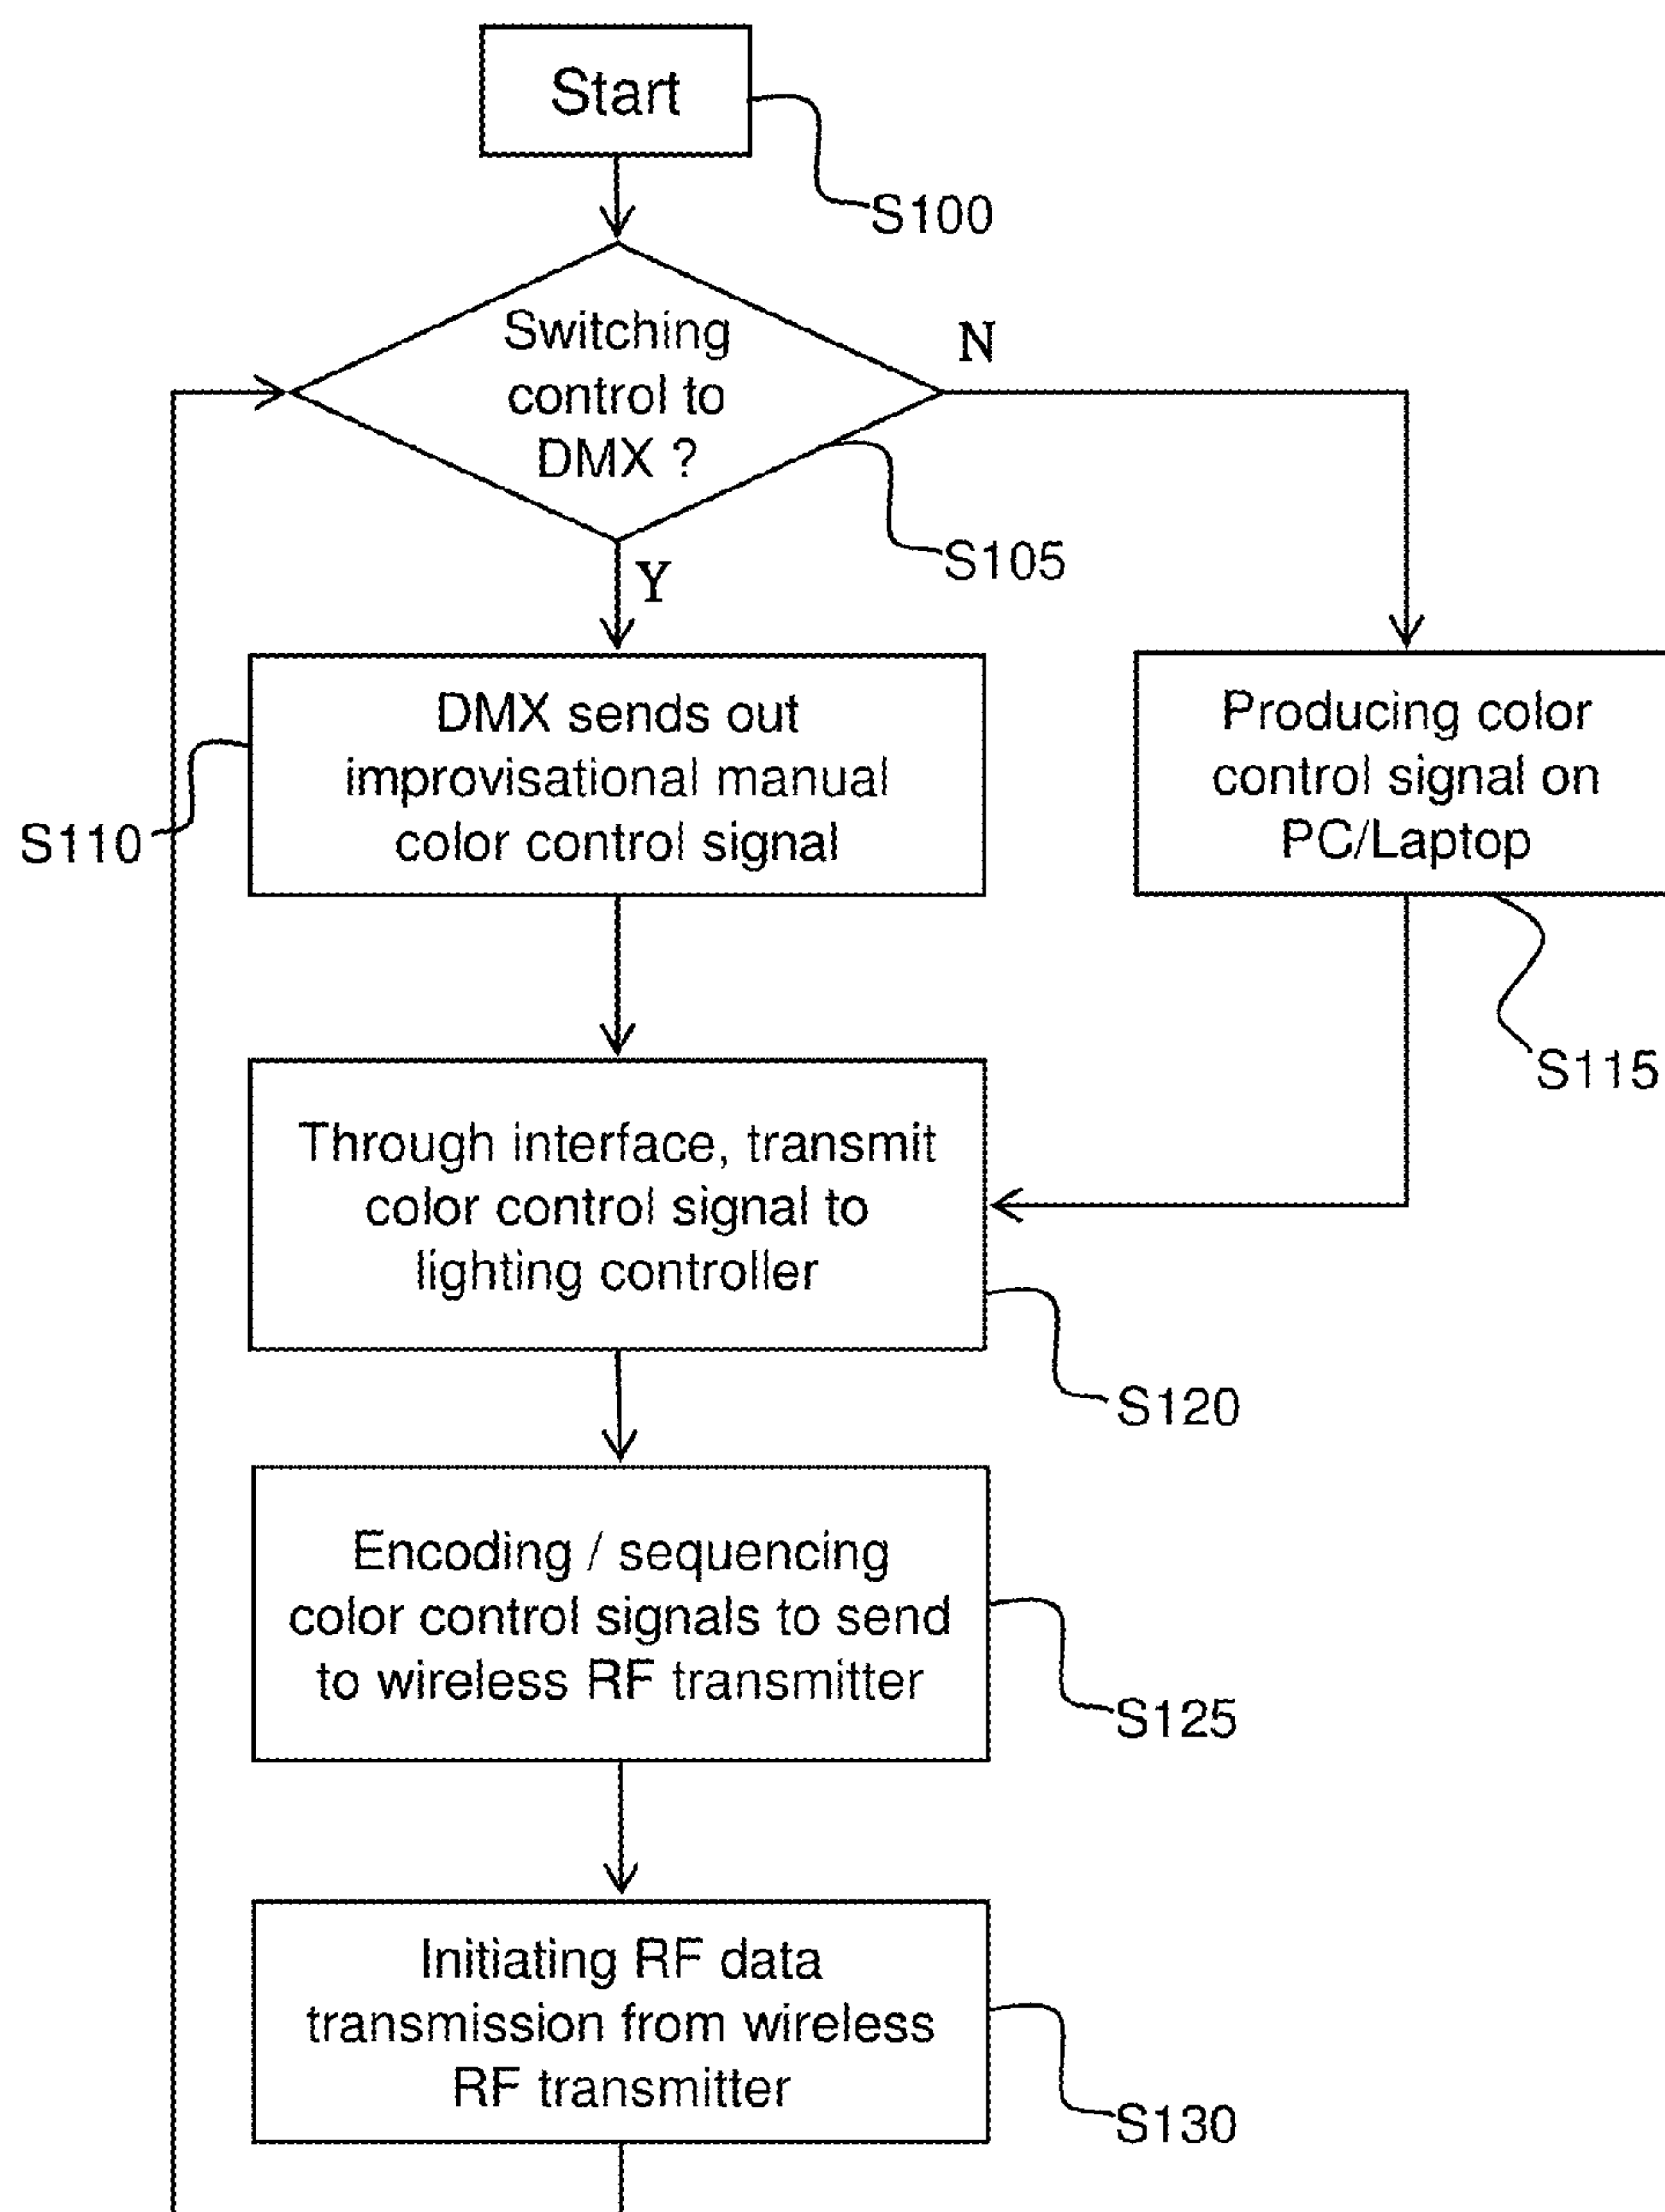 Start
S100
Switching
control to
DMX ?
N
S105
Y
DMX sends out
improvisational manual
color control signal
S110
Producing color
control signal on
PC/Laptop
S115
Through interface, transmit
color control signal to
lighting controller
S120
Encoding / sequencing
color control signals to send
to wireless RF transmitter
S125
Initiating RF data
transmission from wireless
RF transmitter
S130